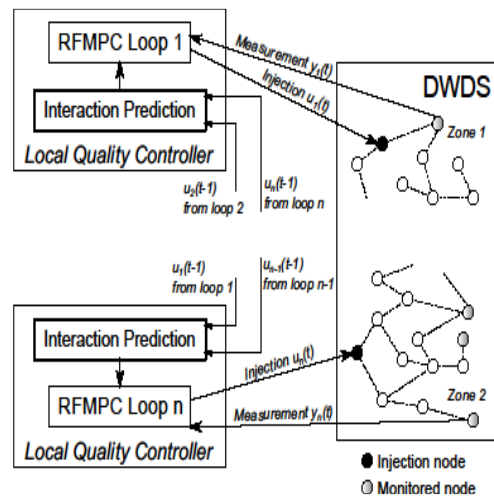 RFMPC Loop 1
Interaction Prediction
Local Quality Controller
Measurement y1(t)
Injection u1(t)
DWDS
Zone 1
u2(t-1)
from loop 2
un(t-1)
from loop n
u1(t-1)
from loop 1
un-1(t-1)
from loop n-1
Interaction Prediction
RFMPC Loop n
Local Quality Controller
Injection un(t)
Measurement yn(t)
Zone 2
Injection node
Monitored node